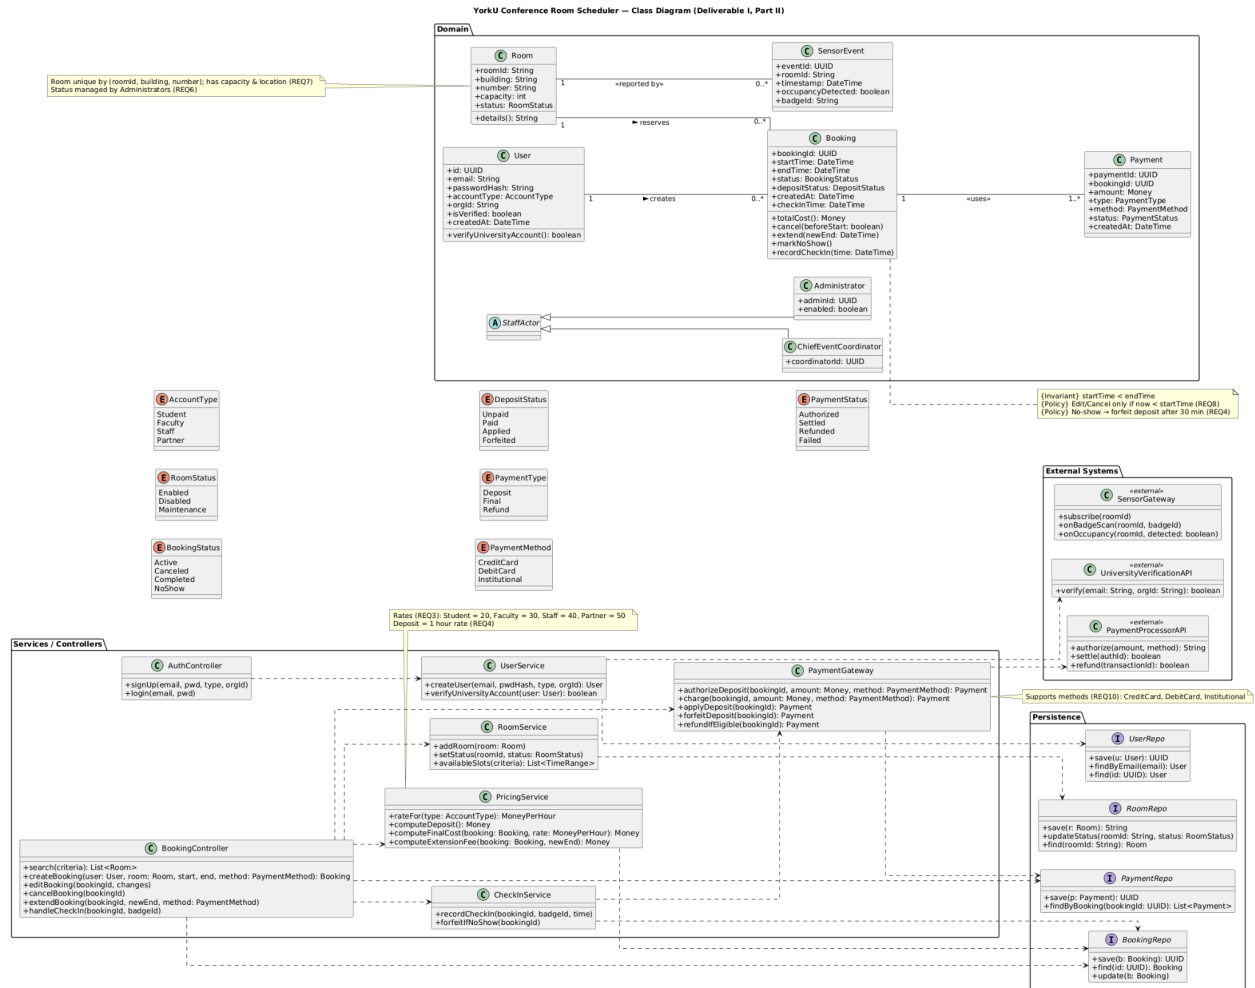 YorkU Conference Room Scheduler — Class Diagram (Deliverable I, Part II)
Domain
Room
+roomId: String
+building: String
+number: String
+capacity: int
+status: RoomStatus
+details(): String
Room unique by (roomId, building, number); has capacity & location (REQ7)
Status managed by Administrators (REQ6)
1
«reported by»
0..*
SensorEvent
+eventId: UUID
+roomId: String
+timestamp: DateTime
+occupancyDetected: boolean
+badgeId: String
1
► reserves
0..*
User
+id: UUID
+email: String
+passwordHash: String
+accountType: AccountType
+orgId: String
+isVerified: boolean
+createdAt: DateTime
+verifyUniversityAccount(): boolean
1
► creates
0..*
Booking
+bookingId: UUID
+startTime: DateTime
+endTime: DateTime
+status: BookingStatus
+depositStatus: DepositStatus
+createdAt: DateTime
+checkInTime: DateTime
+totalCost(): Money
+cancel(beforeStart: boolean)
+extend(newEnd: DateTime)
+markNoShow()
+recordCheckIn(time: DateTime)
1
«uses»
1..*
Payment
+paymentId: UUID
+bookingId: UUID
+amount: Money
+type: PaymentType
+method: PaymentMethod
+status: PaymentStatus
+createdAt: DateTime
StaffActor
Administrator
+adminId: UUID
+enabled: boolean
ChiefEventCoordinator
+coordinatorId: UUID
{Invariant} startTime < endTime
{Policy} Edit/Cancel only if now < startTime (REQ8)
{Policy} No-show → forfeit deposit after 30 min (REQ4)
AccountType
Student
Faculty
Staff
Partner
DepositStatus
Unpaid
Paid
Applied
Forfeited
PaymentStatus
Authorized
Settled
Refunded
Failed
RoomStatus
Enabled
Disabled
Maintenance
PaymentType
Deposit
Final
Refund
BookingStatus
Active
Canceled
Completed
NoShow
PaymentMethod
CreditCard
DebitCard
Institutional
External Systems
«external»
SensorGateway
+subscribe(roomId)
+onBadgeScan(roomId, badgeId)
+onOccupancy(roomId, detected: boolean)
«external»
UniversityVerificationAPI
+verify(email: String, orgId: String): boolean
«external»
PaymentProcessorAPI
+authorize(amount, method): String
+settle(authId): boolean
+refund(transactionId): boolean
Rates (REQ3): Student = 20, Faculty = 30, Staff = 40, Partner = 50
Deposit = 1 hour rate (REQ4)
Services / Controllers
AuthController
+signUp(email, pwd, type, orgId)
+login(email, pwd)
UserService
+createUser(email, pwdHash, type, orgId): User
+verifyUniversityAccount(user: User): boolean
PaymentGateway
+authorizeDeposit(bookingId, amount: Money, method: PaymentMethod): Payment
+charge(bookingId, amount: Money, method: PaymentMethod): Payment
+applyDeposit(bookingId): Payment
+forfeitDeposit(bookingId): Payment
+refundIfEligible(bookingId): Payment
Supports methods (REQ10): CreditCard, DebitCard, Institutional
RoomService
+addRoom(room: Room)
+setStatus(roomId, status: RoomStatus)
+availableSlots(criteria): List<TimeRange>
PricingService
+rateFor(type: AccountType): MoneyPerHour
+computeDeposit(): Money
+computeFinalCost(booking: Booking, rate: MoneyPerHour): Money
+computeExtensionFee(booking: Booking, newEnd): Money
BookingController
+search(criteria): List<Room>
+createBooking(user: User, room: Room, start, end, method: PaymentMethod): Booking
+editBooking(bookingId, changes)
+cancelBooking(bookingId)
+extendBooking(bookingId, newEnd, method: PaymentMethod)
+handleCheckIn(bookingId, badgeId)
CheckInService
+recordCheckIn(bookingId, badgeId, time)
+forfeitIfNoShow(bookingId)
Persistence
UserRepo
+save(u: User): UUID
+findByEmail(email): User
+find(id: UUID): User
RoomRepo
+save(r: Room): String
+updateStatus(roomId: String, status: RoomStatus)
+find(roomId: String): Room
PaymentRepo
+save(p: Payment): UUID
+findByBooking(bookingId: UUID): List<Payment>
BookingRepo
+save(b: Booking): UUID
+find(id: UUID): Booking
+update(b: Booking)